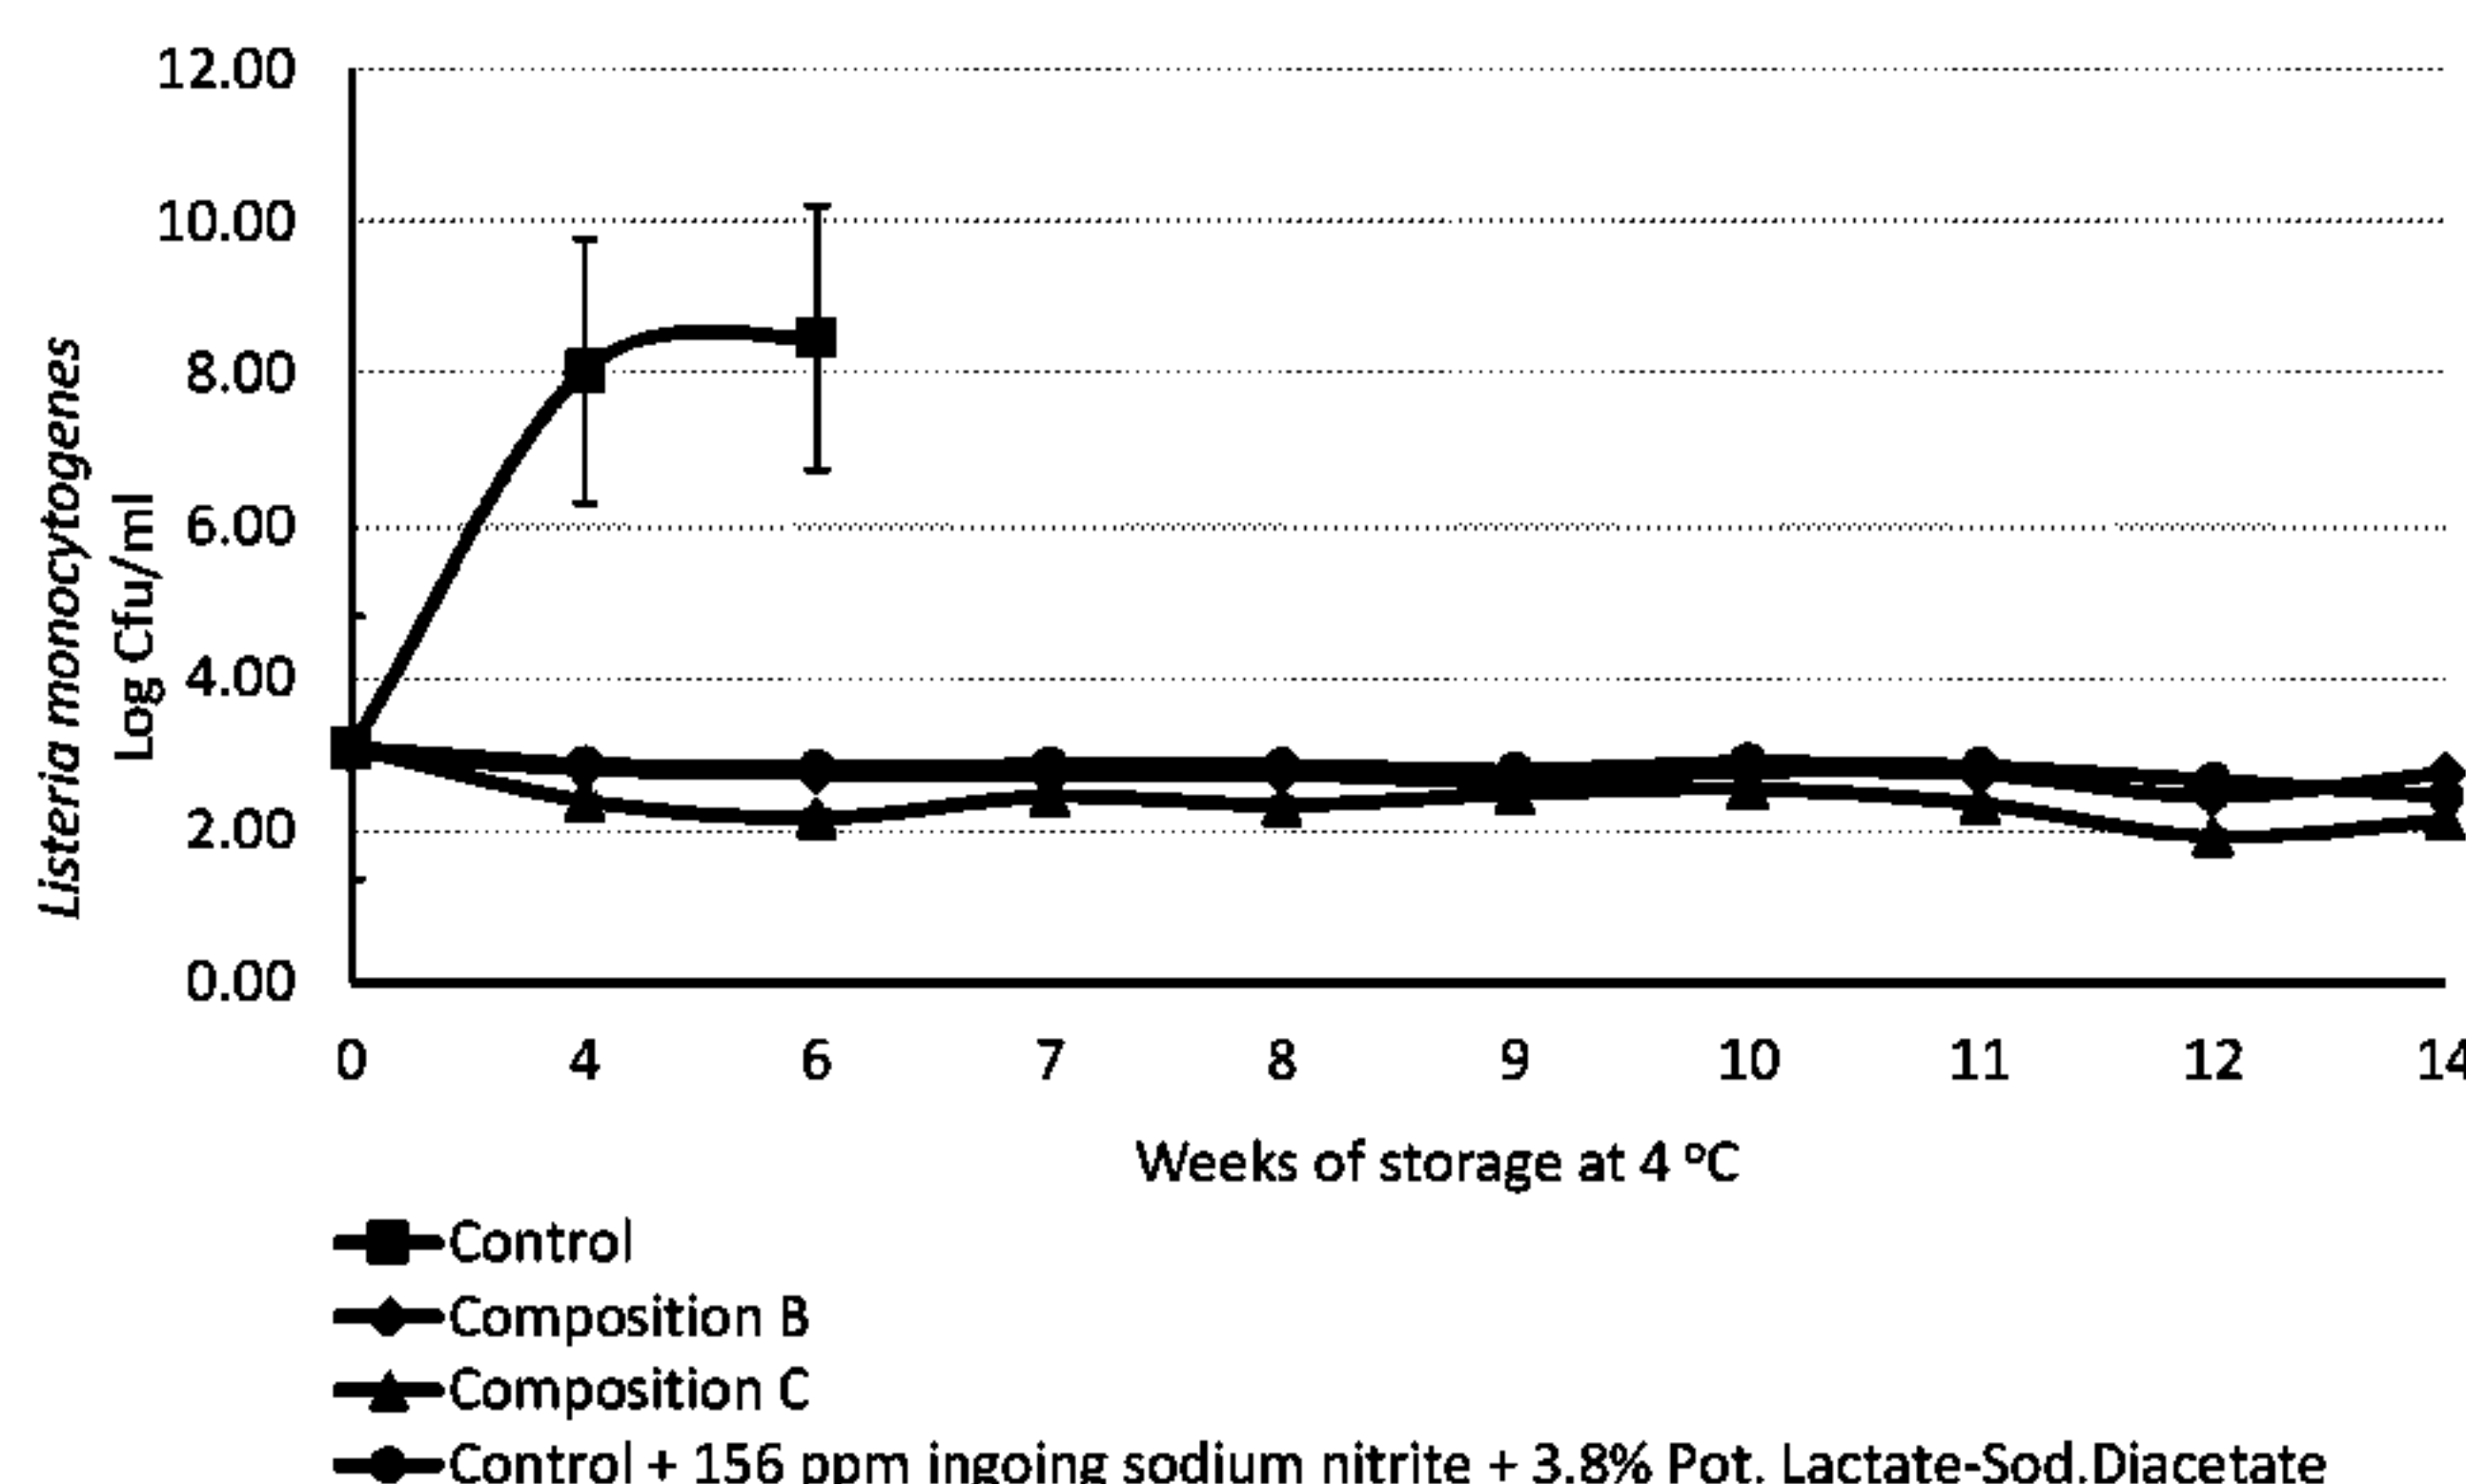 12.00
10.00
8.00
6.00
4.00
2.00
0.00
Listeria monocytogenes
Log Cfu/ml
0 4 6 7 8 9 10 11 12 14
Weeks of storage at 4 °C
Control
Composition B
Composition C
Control + 156 ppm ingoing sodium nitrite + 3.8% Pot. Lactate-Sod.Diacetate